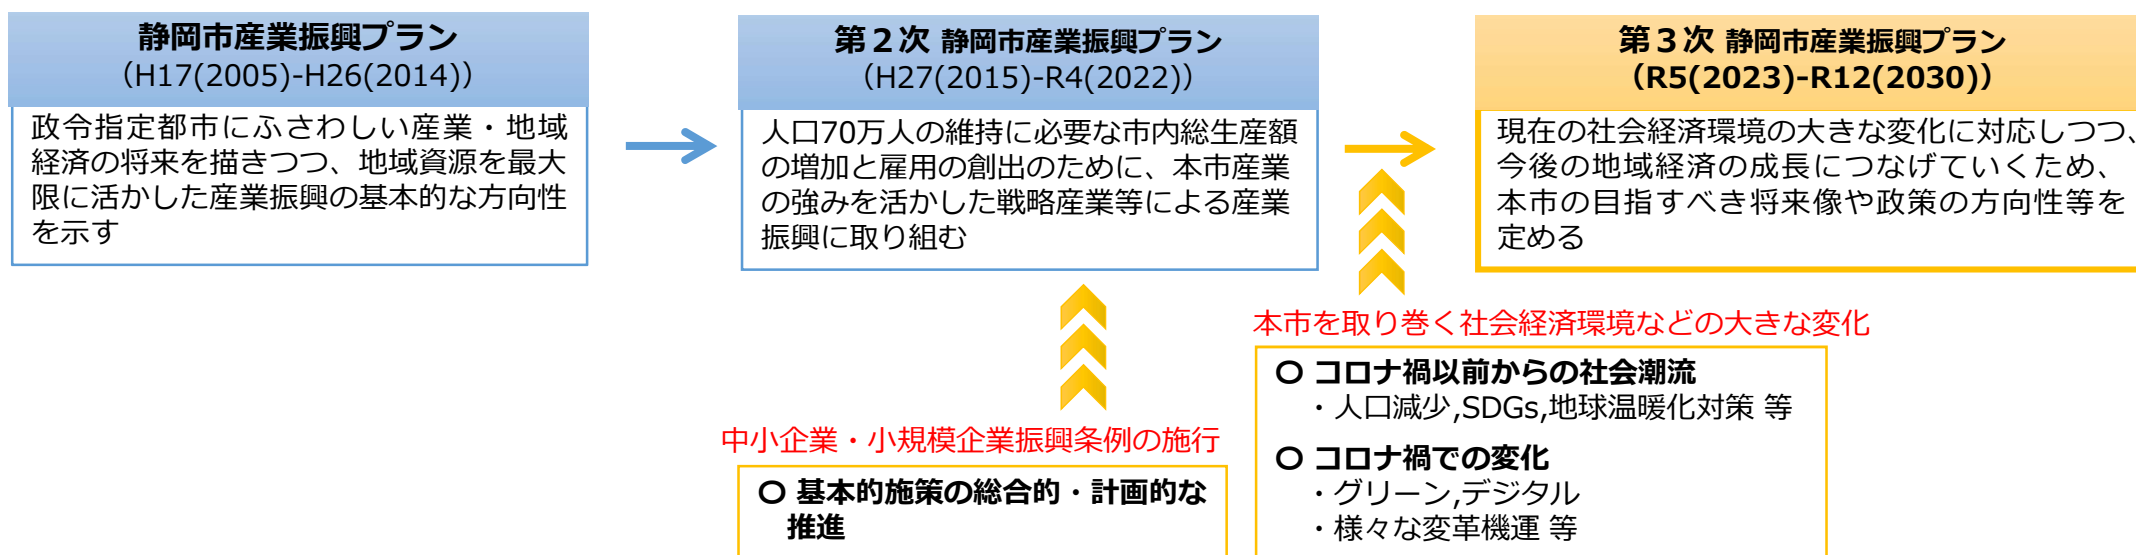 静岡市産業振興プラン
（H17(2005)-H26(2014)）
政令指定都市にふさわしい産業・地域
経済の将来を描きつつ、地域資源を最大
限に活かした産業振興の基本的な方向性
を示す
第２次 静岡市産業振興プラン
（H27(2015)-R4(2022)）
人口70万人の維持に必要な市内総生産額
の増加と雇用の創出のために、本市産業
の強みを活かした戦略産業等による産業
振興に取り組む
第３次 静岡市産業振興プラン
（R5(2023)-R12(2030)）
現在の社会経済環境の大きな変化に対応しつつ、
今後の地域経済の成長につなげていくため、
本市の目指すべき将来像や政策の方向性等を
定める
中小企業・小規模企業振興条例の施行
〇 基本的施策の総合的・計画的な
推進
本市を取り巻く社会経済環境などの大きな変化
〇 コロナ禍以前からの社会潮流
・人口減少,SDGs,地球温暖化対策 等
〇 コロナ禍での変化
・グリーン,デジタル
・様々な変革機運 等